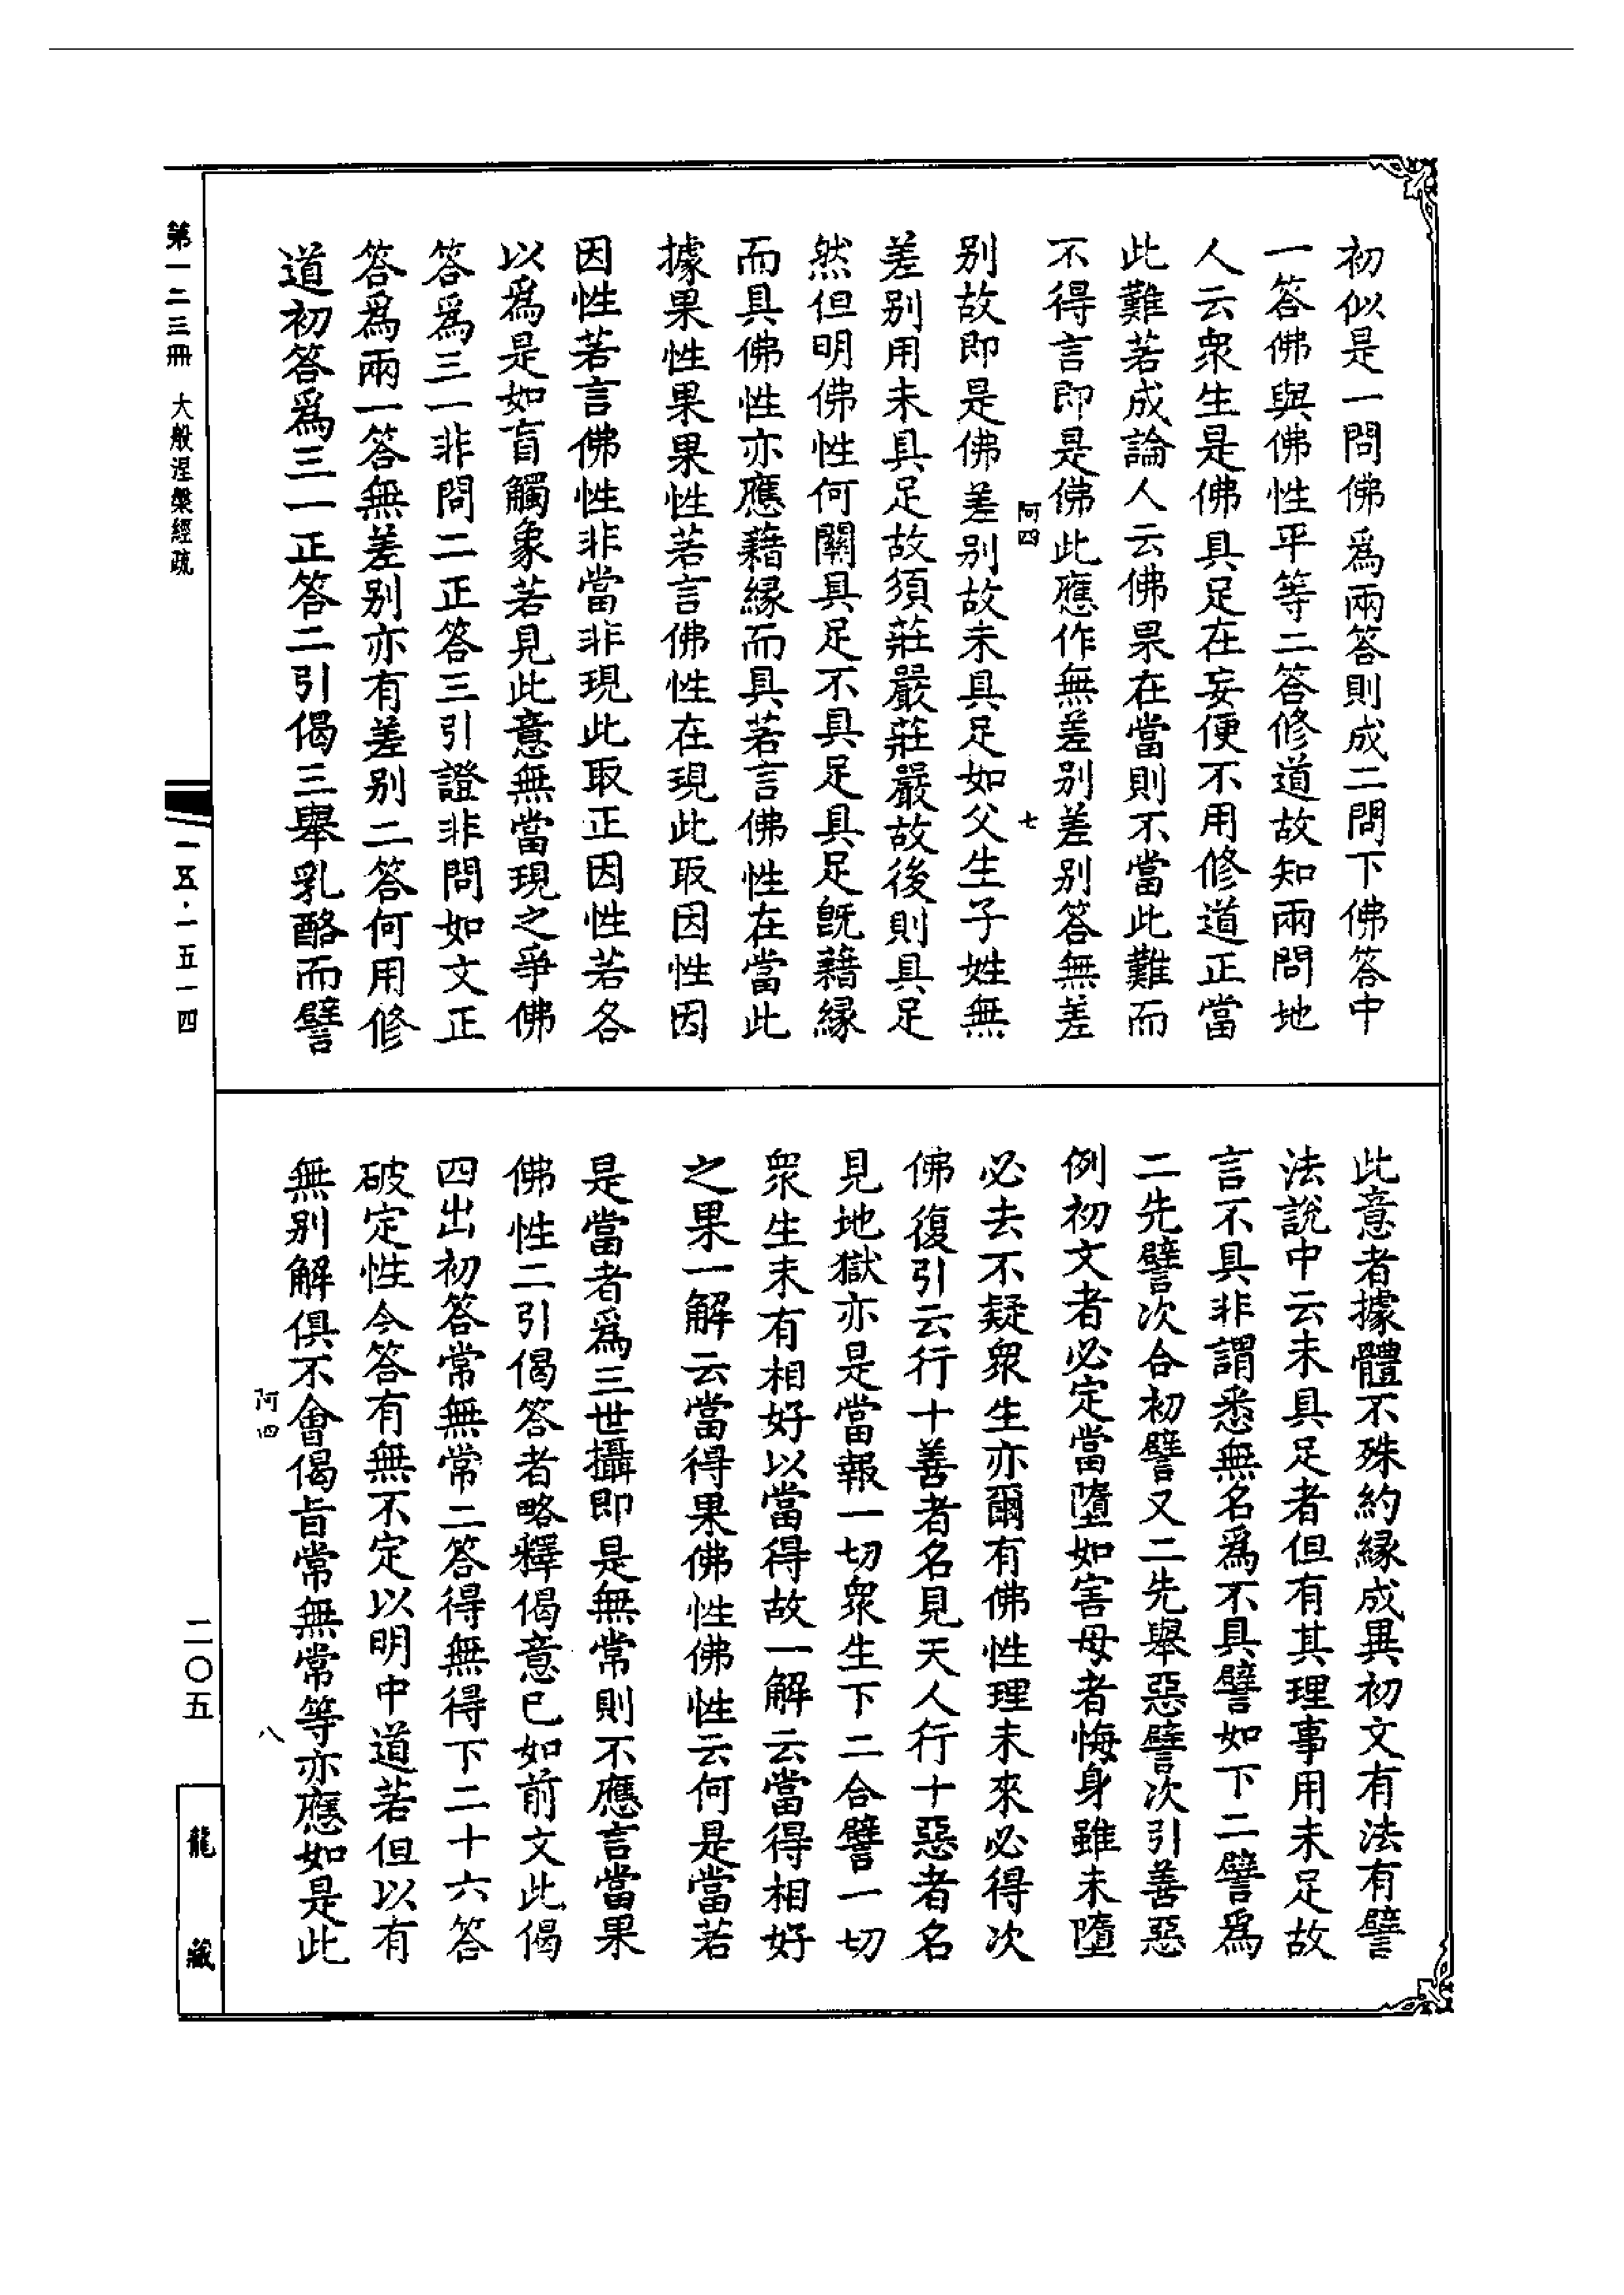 初似是一問佛為兩答則成二問下佛答中
一答佛與佛性平等二答修道故知兩問地
人云衆生是佛具足在妄便不用修道正當
此難若成論人云佛果在當則不當此難而
不得言即是佛此應作無差别差别答無差
阿四
七
别故即是佛差别故未具足如父生子姓無
差别用未具足故須莊嚴莊嚴故後則具足
然但明佛性何關具足不具足具足旣藉緣
而具佛性亦應藉緣而具若言佛性在當此
據果性果果性若言佛性在現此取因性因
因性若言佛性非當非現此取正因性若各
以爲是如盲觸象若見此意無當現之爭佛
答爲三一非問二正答三引證非問如文正
答爲兩一答無差别亦有差别二答何用修
道初答爲三一正答二引偈三舉乳酪而譬
此意者據體不殊約緣成異初文有法有譬
法說中云未具足者但有其理事用未足故
言不具非謂悉無名爲不具譬如下二譬爲
二先譬次合初譬又二先舉惡譬次引善惡
例初文者必定當墮如害母者悔身雖未墮
必去不疑衆生亦爾有佛性理未來必得次
佛復引云行十善者名見天人行十惡者名
見地獄亦是當報一切衆生下二合譬一切
衆生未有相好以當得故一解云當得相好
之果一解云當得果佛性佛性云何是當若
是當者爲三世攝即是無常則不應言當果
佛性二引偈答者略釋偈意已如前文此偈
四出初答常無常二答得無得下二十六答
破定性今答有無不定以明中道若但以有
無别解俱不會偈旨常無常等亦應如是此
阿四
八
第一二三冊 大般涅槃經疏
一五·一五一四
二〇五
龍藏